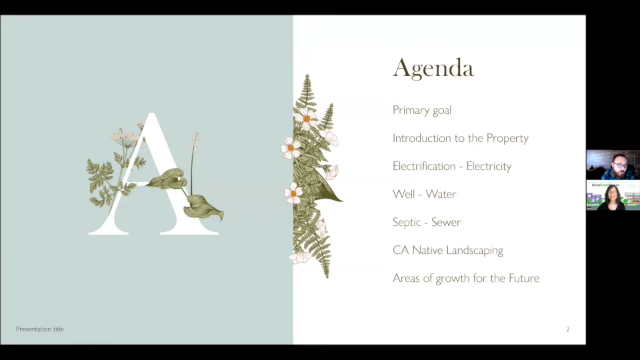 A
Agenda
Primary goal
Introduction to the Property
Electrification - Electricity
Well - Water
Septic - Sewer
CA Native Landscaping
Areas of growth for the Future
Presentation title
2